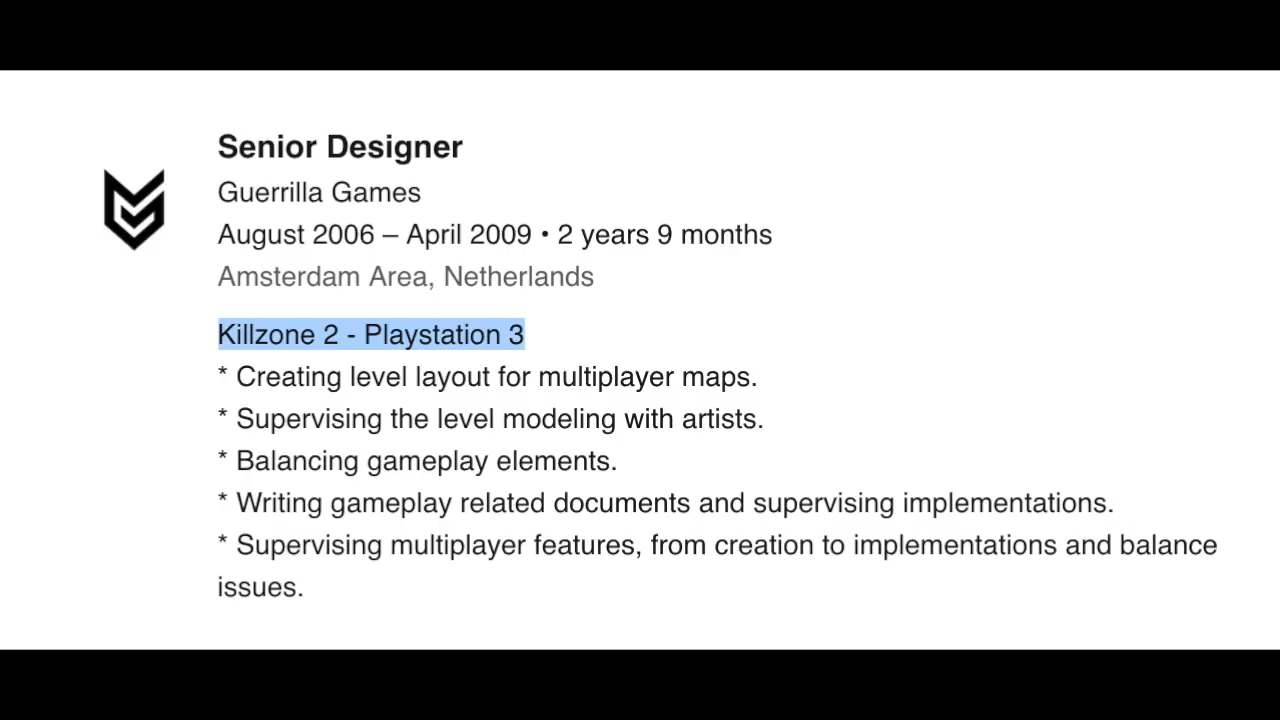 Senior Designer
Guerrilla Games
August 2006 – April 2009 • 2 years 9 months
Amsterdam Area, Netherlands
Killzone 2 - Playstation 3
* Creating level layout for multiplayer maps.
* Supervising the level modeling with artists.
* Balancing gameplay elements.
* Writing gameplay related documents and supervising implementations.
* Supervising multiplayer features, from creation to implementations and balance
issues.